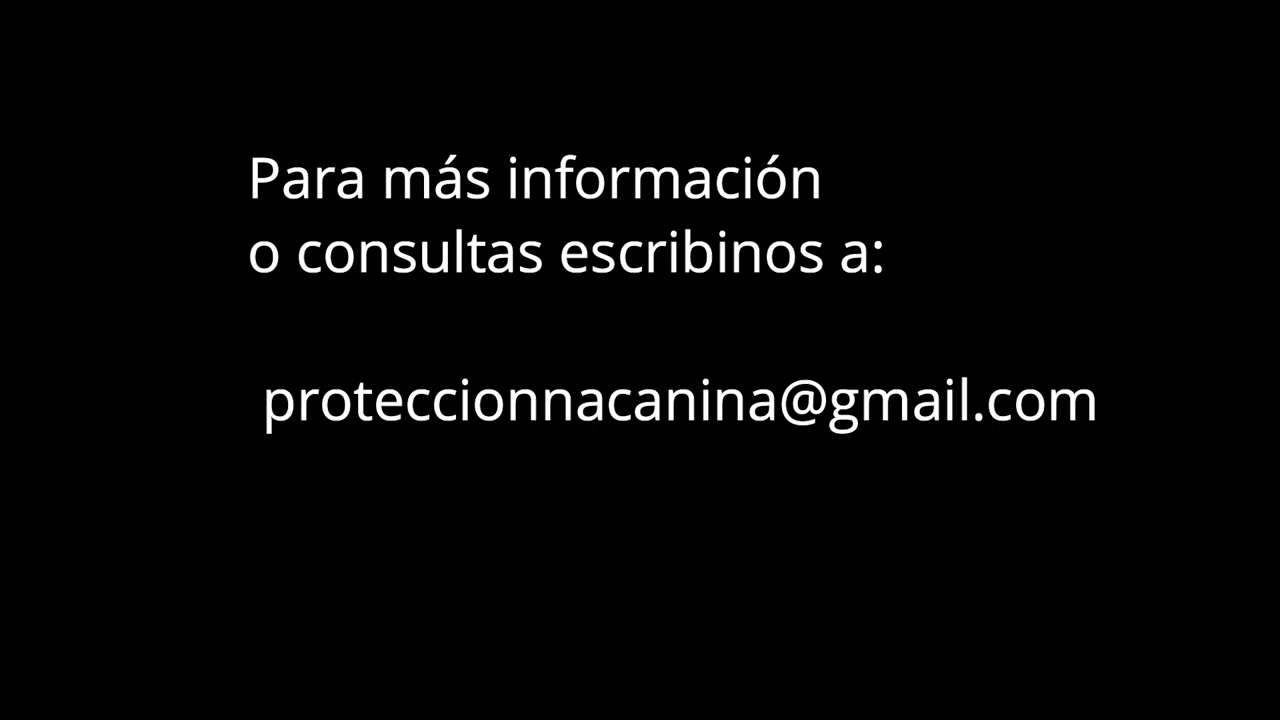 Para más información
o consultas escribinos a:
proteccionnacanina@gmail.com